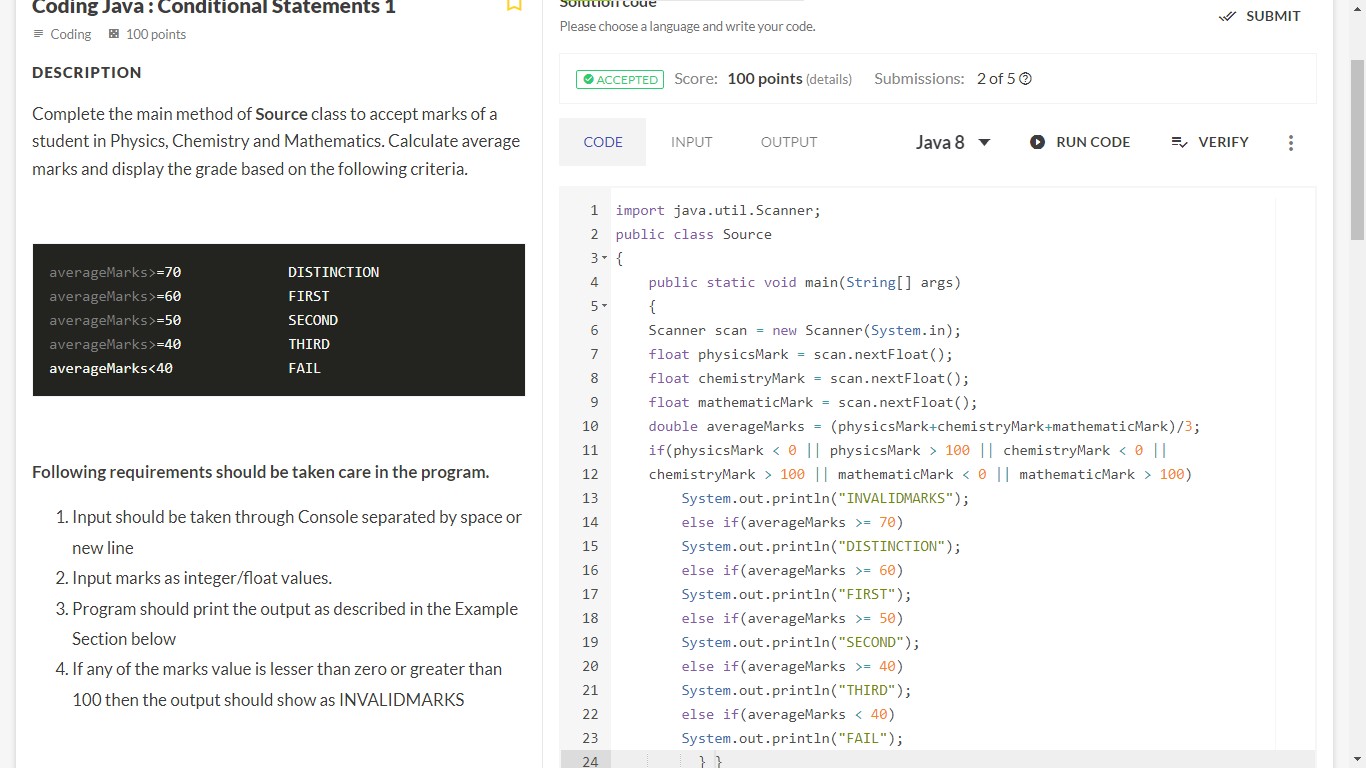 Coding Java : Conditional Statements 1
Coding 100 points
DESCRIPTION
Complete the main method of Source class to accept marks of a
student in Physics, Chemistry and Mathematics. Calculate average
marks and display the grade based on the following criteria.
averageMarks>=70 DISTINCTION
averageMarks>=60 FIRST
averageMarks>=50 SECOND
averageMarks>=40 THIRD
averageMarks<40 FAIL
Following requirements should be taken care in the program.
1. Input should be taken through Console separated by space or
new line
2. Input marks as integer/float values.
3. Program should print the output as described in the Example
Section below
4. If any of the marks value is lesser than zero or greater than
100 then the output should show as INVALIDMARKS
Solution code
Please choose a language and write your code.
SUBMIT
ACCEPTED Score: 100 points (details) Submissions: 2 of 5
CODE INPUT OUTPUT Java 8 RUN CODE VERIFY
1 import java.util.Scanner;
2 public class Source
3 {
4 public static void main(String[] args)
5 {
6 Scanner scan = new Scanner(System.in);
7 float physicsMark = scan.nextFloat();
8 float chemistryMark = scan.nextFloat();
9 float mathematicMark = scan.nextFloat();
10 double averageMarks = (physicsMark+chemistryMark+mathematicMark)/3;
11 if(physicsMark < 0 || physicsMark > 100 || chemistryMark < 0 ||
12 chemistryMark > 100 || mathematicMark < 0 || mathematicMark > 100)
13 System.out.println("INVALIDMARKS");
14 else if(averageMarks >= 70)
15 System.out.println("DISTINCTION");
16 else if(averageMarks >= 60)
17 System.out.println("FIRST");
18 else if(averageMarks >= 50)
19 System.out.println("SECOND");
20 else if(averageMarks >= 40)
21 System.out.println("THIRD");
22 else if(averageMarks < 40)
23 System.out.println("FAIL");
24 } }